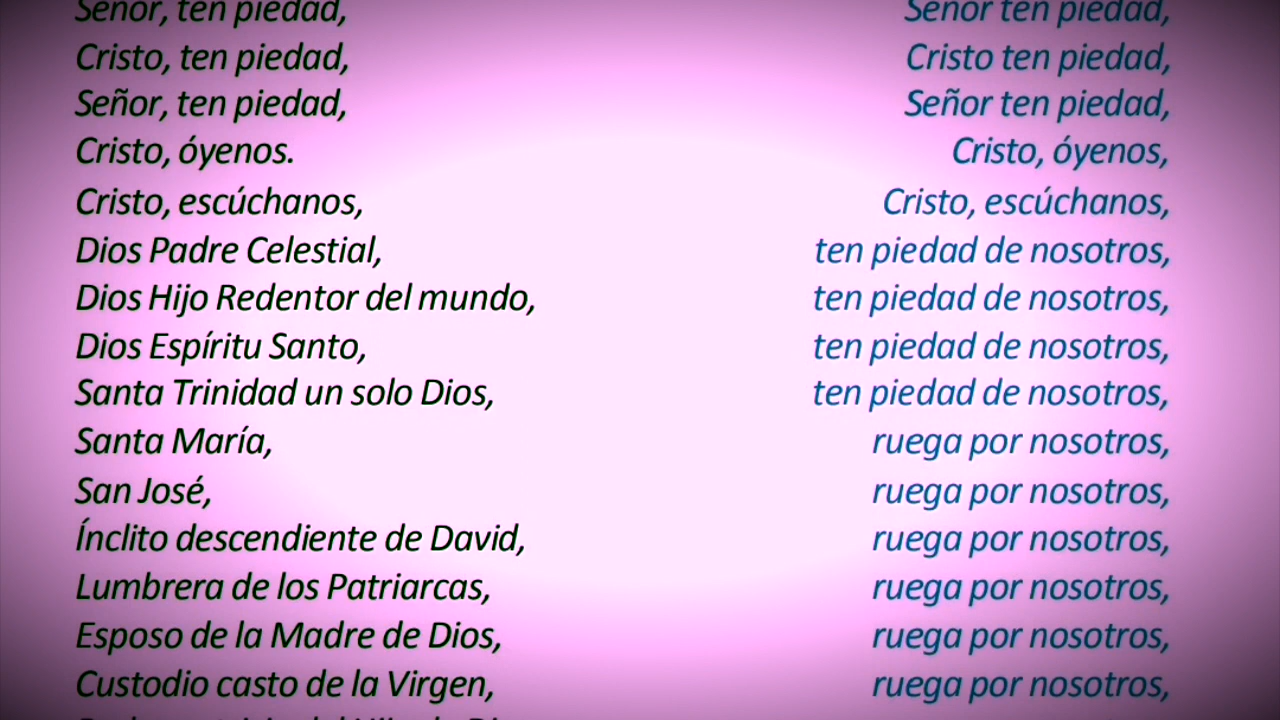 Señor, ten piedad, Señor ten piedad,
Cristo, ten piedad, Cristo ten piedad,
Señor, ten piedad, Señor ten piedad,
Cristo, óyenos. Cristo, óyenos,
Cristo, escúchanos, Cristo, escúchanos,
Dios Padre Celestial, ten piedad de nosotros,
Dios Hijo Redentor del mundo, ten piedad de nosotros,
Dios Espíritu Santo, ten piedad de nosotros,
Santa Trinidad un solo Dios, ten piedad de nosotros,
Santa María, ruega por nosotros,
San José, ruega por nosotros,
Ínclito descendiente de David, ruega por nosotros,
Lumbrera de los Patriarcas, ruega por nosotros,
Esposo de la Madre de Dios, ruega por nosotros,
Custodio casto de la Virgen, ruega por nosotros,